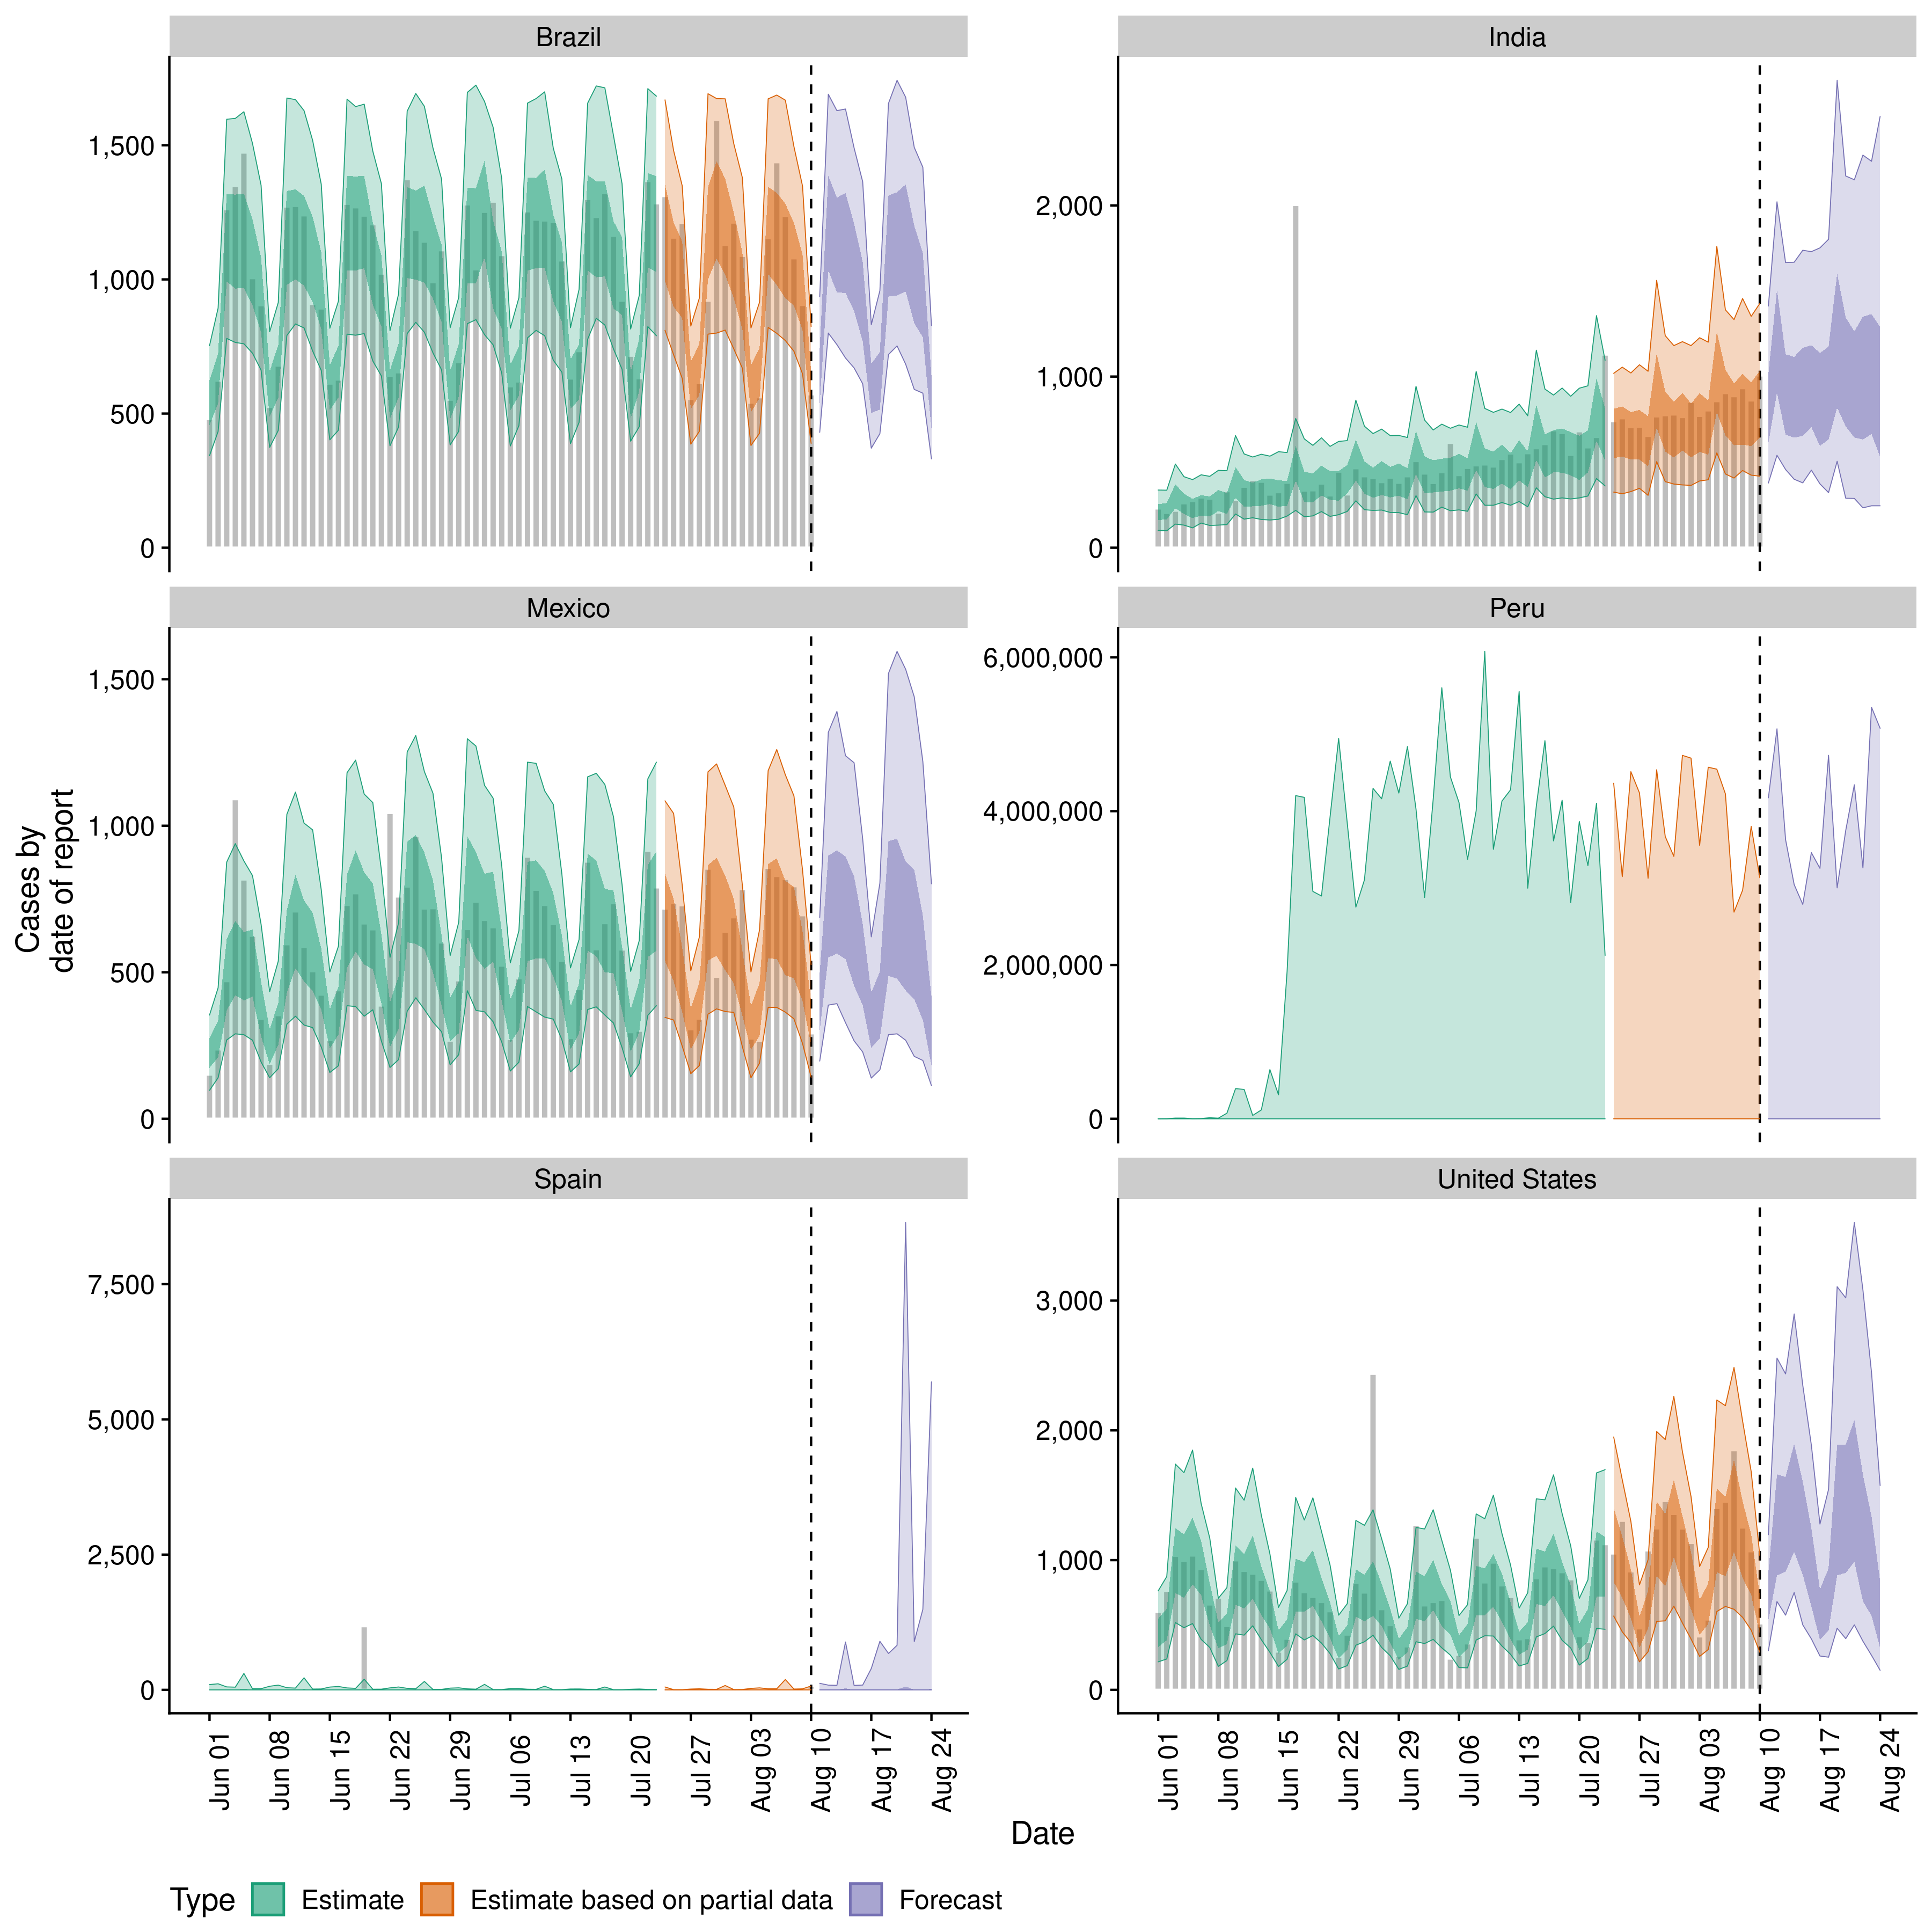 Brazil
India
1,500
1,000
500
0
2,000
1,000
0
Mexico
Peru
1,500
1,000
500
0
6,000,000
4,000,000
2,000,000
0
Cases by
date of report
Spain
United States
7,500
5,000
2,500
0
3,000
2,000
1,000
0
Jun 01
Jun 08
Jun 15
Jun 22
Jun 29
Jul 06
Jul 13
Jul 20
Jul 27
Aug 03
Aug 10
Aug 17
Aug 24
Jun 01
Jun 08
Jun 15
Jun 22
Jun 29
Jul 06
Jul 13
Jul 20
Jul 27
Aug 03
Aug 10
Aug 17
Aug 24
Date
Type Estimate Estimate based on partial data Forecast